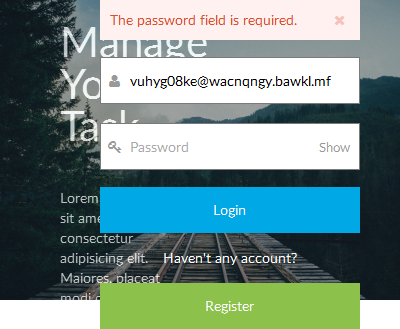 The password field is required.
Manage
vuhyg08ke@wacnqngy.bawkl.mf
Task
Password
Show
Lorem
sit ame
Login
consectetur
adipisicing elit.
Haven't any account?
Maiores, placeat
modi
Register